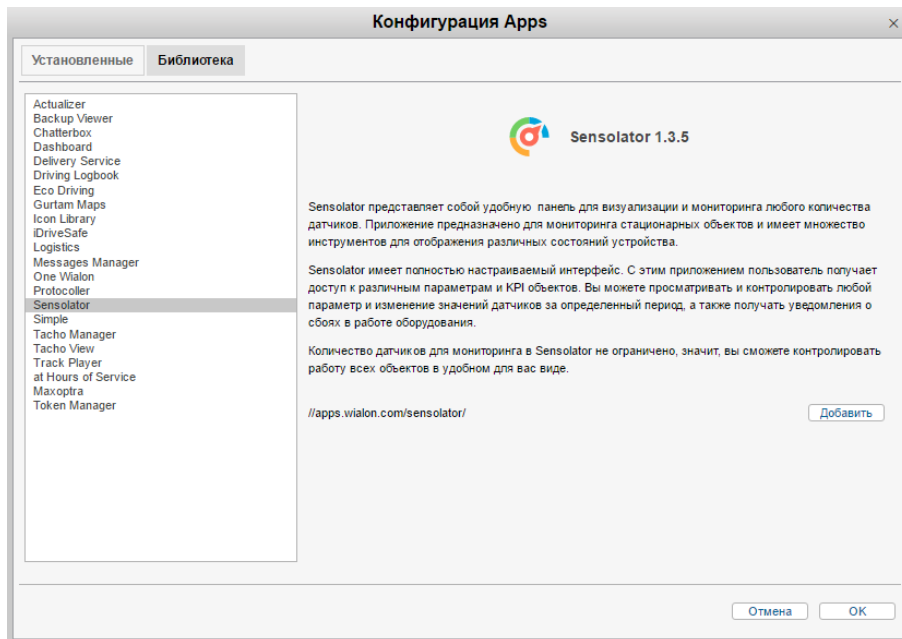 Конфигурация Apps
×
Установленные
Библиотека
Actualizer
Backup Viewer
Chatterbox
Dashboard
Delivery Service
Driving Logbook
Eco Driving
Gurtam Maps
Icon Library
iDriveSafe
Logistics
Messages Manager
One Wialon
Protocoller
Sensolator
Simple
Tacho Manager
Tacho View
Track Player
at Hours of Service
Maxoptra
Token Manager
Sensolator 1.3.5
Sensolator представляет собой удобную панель для визуализации и мониторинга любого количества
датчиков. Приложение предназначено для мониторинга стационарных объектов и имеет множество
инструментов для отображения различных состояний устройства.
Sensolator имеет полностью настраиваемый интерфейс. С этим приложением пользователь получает
доступ к различным параметрам и KPI объектов. Вы можете просматривать и контролировать любой
параметр и изменение значений датчиков за определенный период, а также получать уведомления о
сбоях в работе оборудования.
Количество датчиков для мониторинга в Sensolator не ограничено, значит, вы сможете контролировать
работу всех объектов в удобном для вас виде.
//apps.wialon.com/sensolator/
Добавить
Отмена
OK